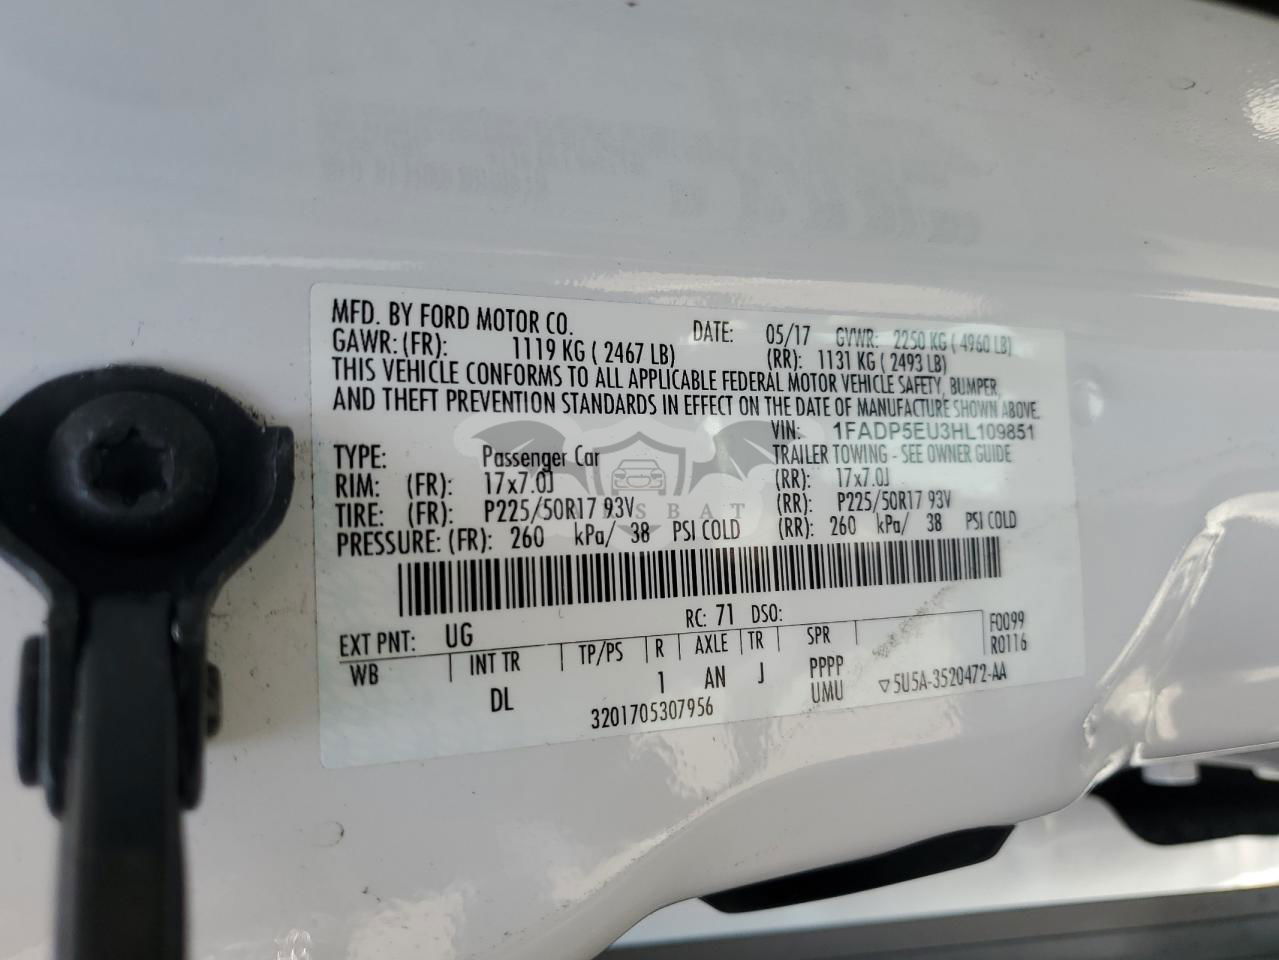 MFD. BY FORD MOTOR CO. DATE: 05/17 GVWR: 2250 KG ( 4960 LB)
GAWR: (FR): 1119 KG ( 2467 LB) (RR): 1131 KG ( 2493 LB)
THIS VEHICLE CONFORMS TO ALL APPLICABLE FEDERAL MOTOR VEHICLE SAFETY, BUMPER,
AND THEFT PREVENTION STANDARDS IN EFFECT ON THE DATE OF MANUFACTURE SHOWN ABOVE.
VIN: 1FADP5EU3HL109851
TYPE: Passenger Car TRAILER TOWING - SEE OWNER GUIDE
RIM: (FR): 17x7.0J (RR): 17x7.0J
TIRE: (FR): P225/50R17 93V (RR): P225/50R17 93V
PRESSURE: (FR): 260 kPa/ 38 PSI COLD (RR): 260 kPa/ 38 PSI COLD
EXT PNT: UG RC: 71 DSO: F0099
WB INT TR TP/PS R AXLE TR SPR R0116
DL 1 AN J PPPP
UMU ▽5U5A-3520472-AA
3201705307956